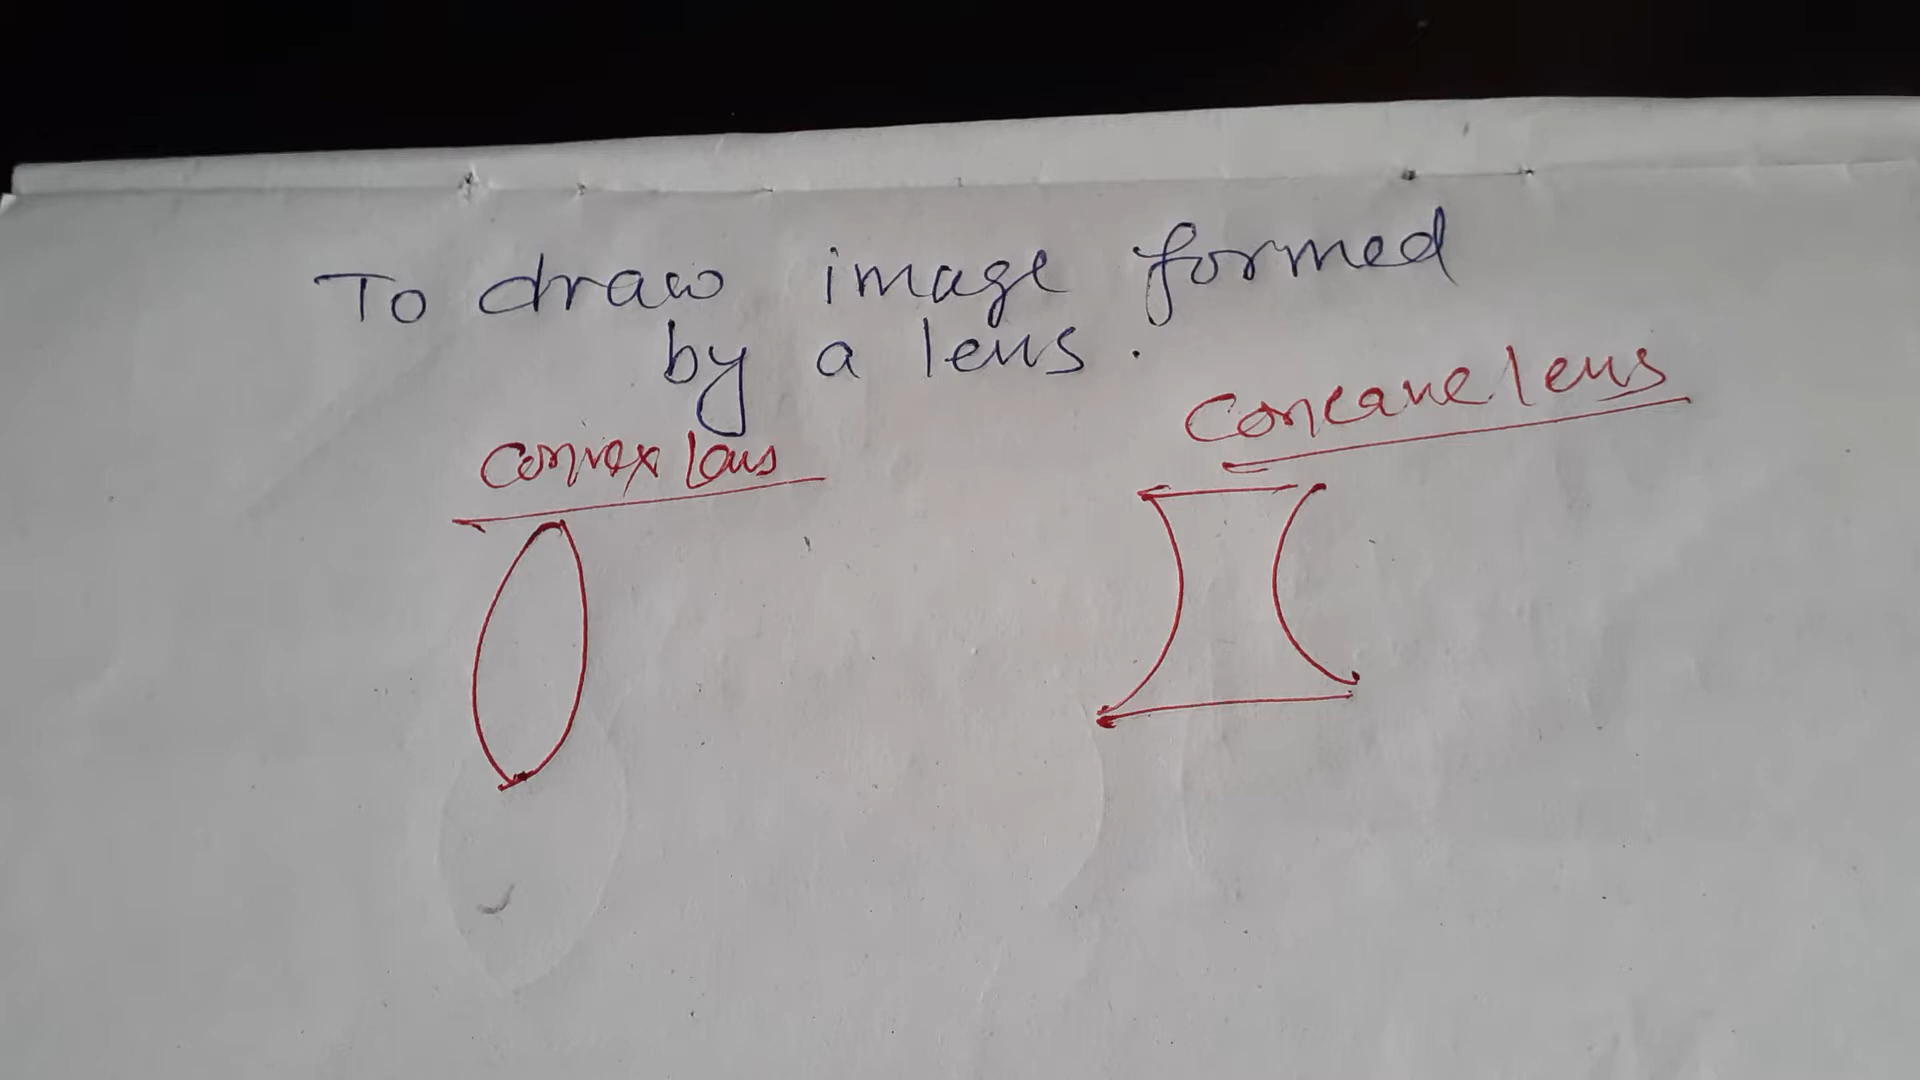 To draw image formed
by a lens.
convex lens
concave lens